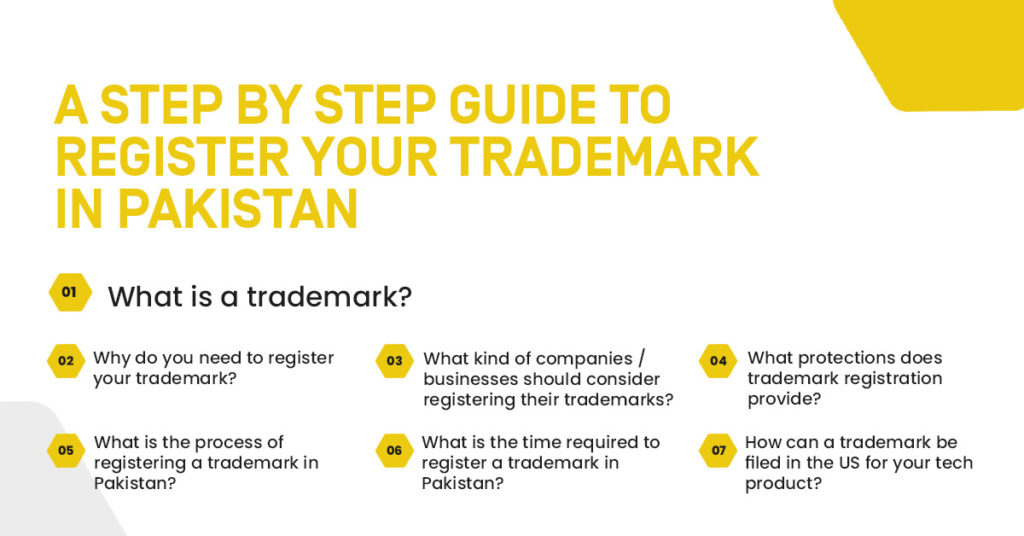 A STEP BY STEP GUIDE TO
REGISTER YOUR TRADEMARK
IN PAKISTAN
01 What is a trademark?
02 Why do you need to register
your trademark?
03 What kind of companies /
businesses should consider
registering their trademarks?
04 What protections does
trademark registration
provide?
05 What is the process of
registering a trademark in
Pakistan?
06 What is the time required to
register a trademark in
Pakistan?
07 How can a trademark be
filed in the US for your tech
product?